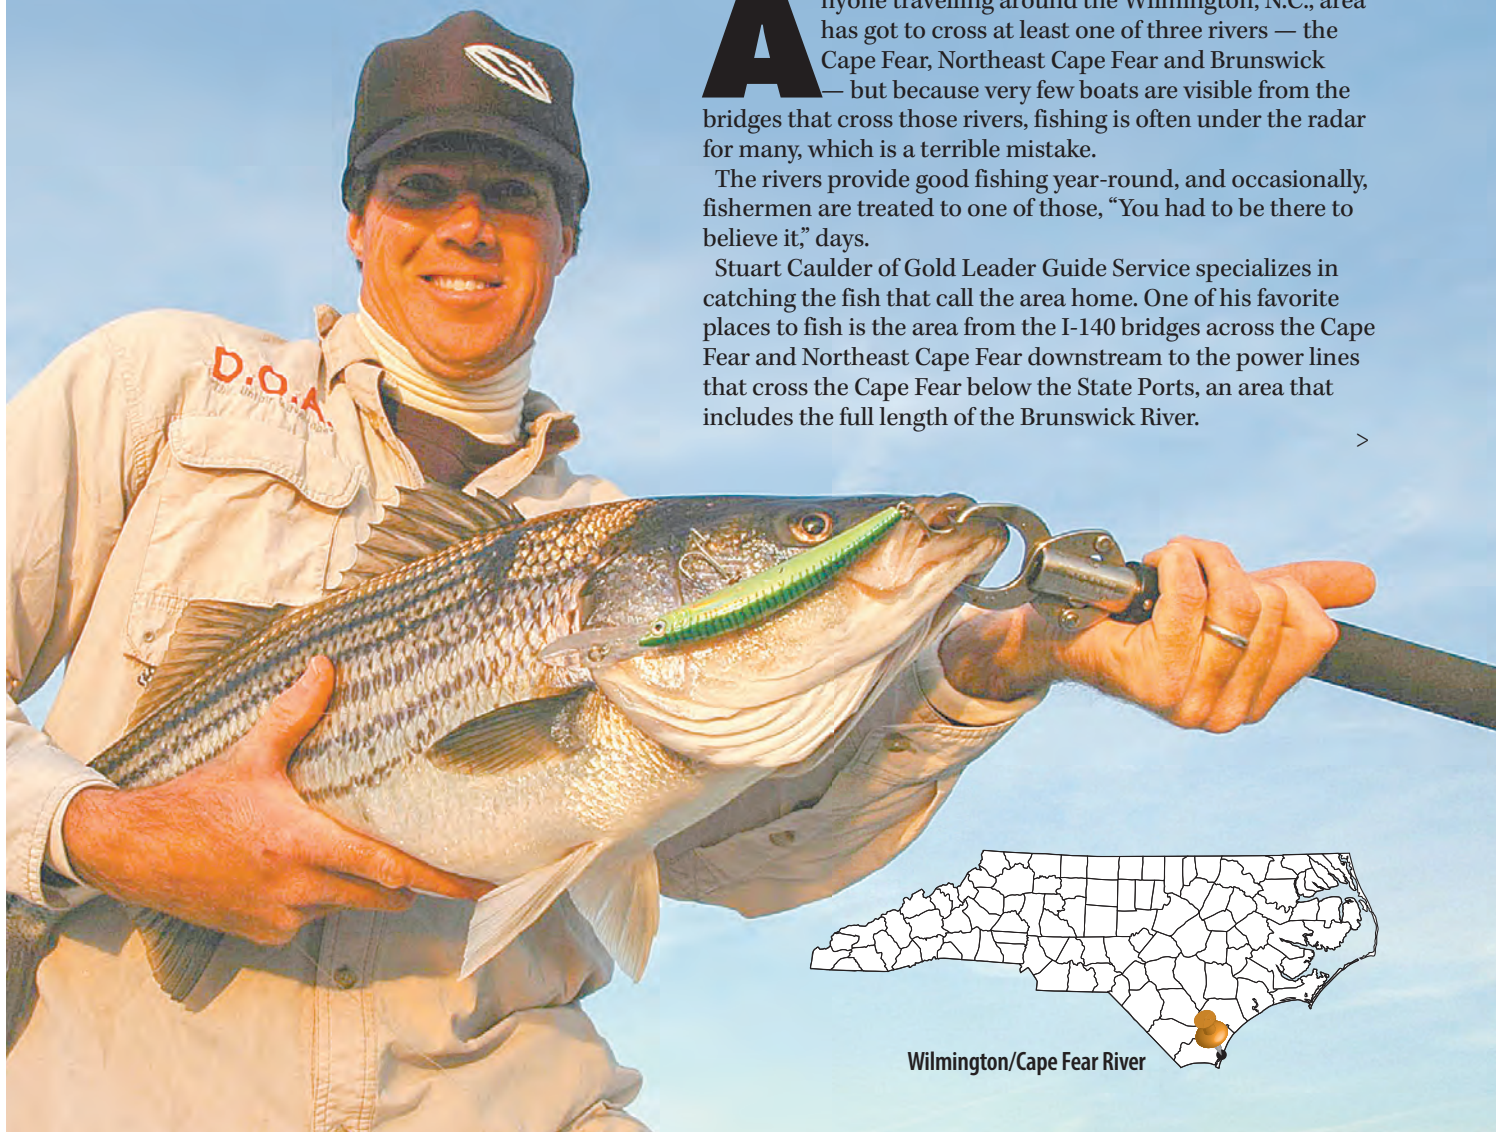 Anyone travelling around the Wilmington, N.C., area
has got to cross at least one of three rivers — the
Cape Fear, Northeast Cape Fear and Brunswick
— but because very few boats are visible from the
bridges that cross those rivers, fishing is often under the radar
for many, which is a terrible mistake.
The rivers provide good fishing year-round, and occasionally,
fishermen are treated to one of those, “You had to be there to
believe it,” days.
Stuart Caulder of Gold Leader Guide Service specializes in
catching the fish that call the area home. One of his favorite
places to fish is the area from the I-140 bridges across the Cape
Fear and Northeast Cape Fear downstream to the power lines
that cross the Cape Fear below the State Ports, an area that
includes the full length of the Brunswick River.
>
D.O.A.
Wilmington/Cape Fear River